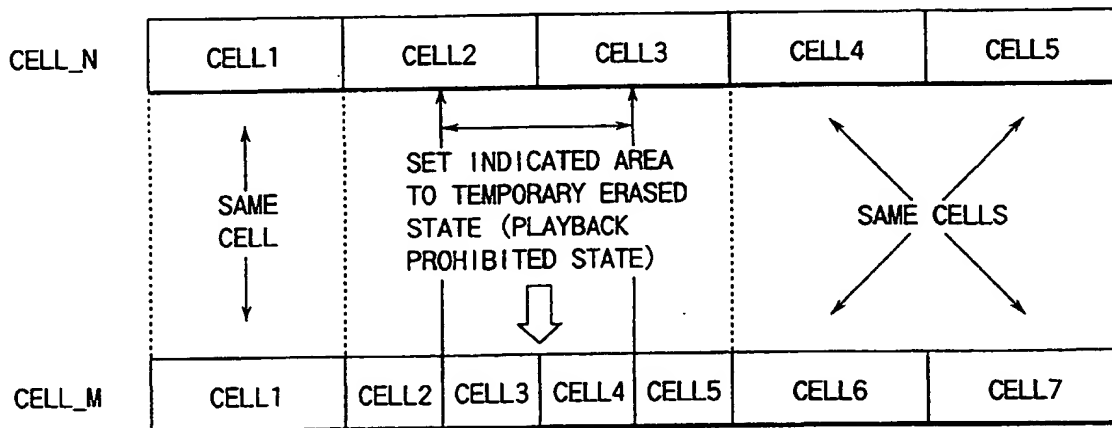 CELL_N CELL1 CELL2 CELL3 CELL4 CELL5
SET INDICATED AREA
TO TEMPORARY ERASED
STATE (PLAYBACK
PROHIBITED STATE)
SAME
CELL
SAME CELLS
CELL_M CELL1 CELL2 CELL3 CELL4 CELL5 CELL6 CELL7